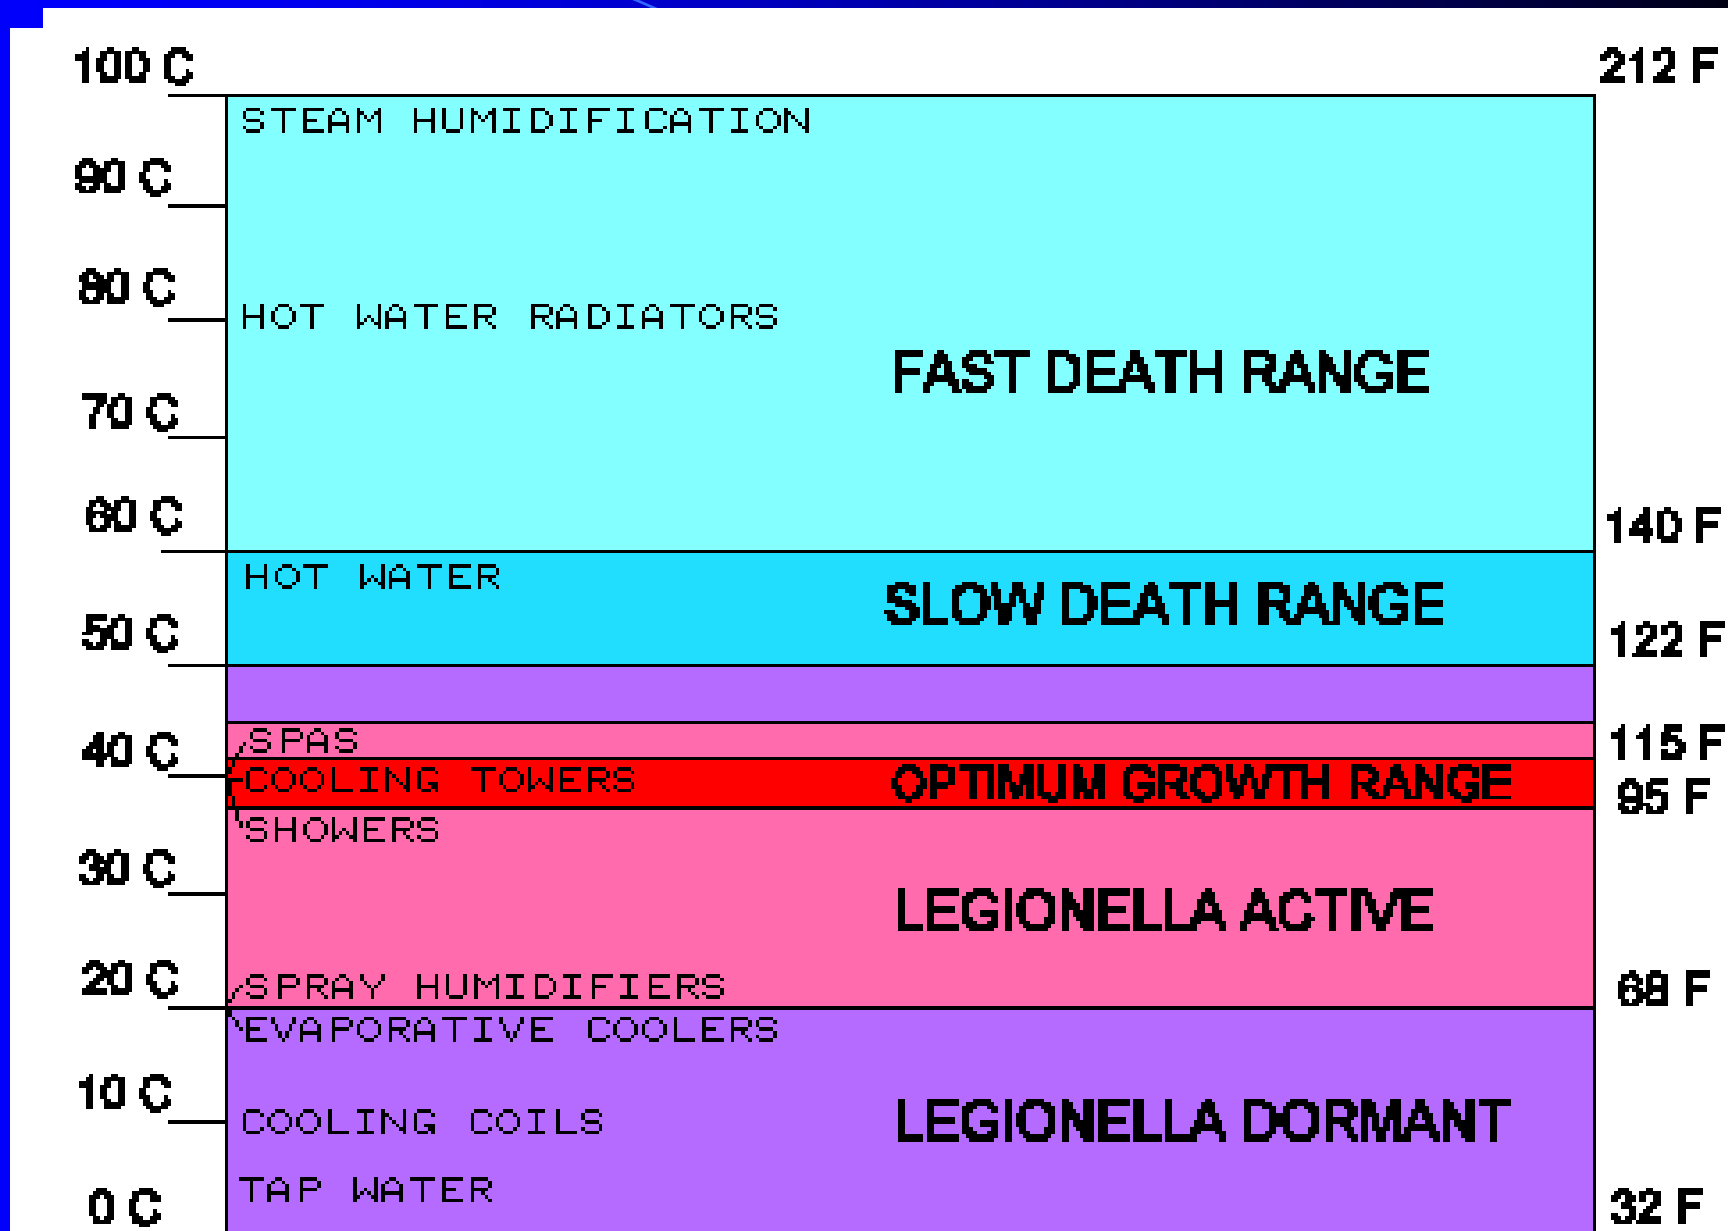 100 C
212 F
STEAM HUMIDIFICATION
90 C
80 C
HOT WATER RADIATORS
FAST DEATH RANGE
70 C
60 C
140 F
HOT WATER
SLOW DEATH RANGE
50 C
122 F
SPAS
40 C
115 F
COOLING TOWERS
OPTIMUM GROWTH RANGE
95 F
SHOWERS
30 C
LEGIONELLA ACTIVE
20 C
SPRAY HUMIDIFIERS
68 F
EVAPORATIVE COOLERS
10 C
COOLING COILS
LEGIONELLA DORMANT
TAP WATER
0 C
32 F